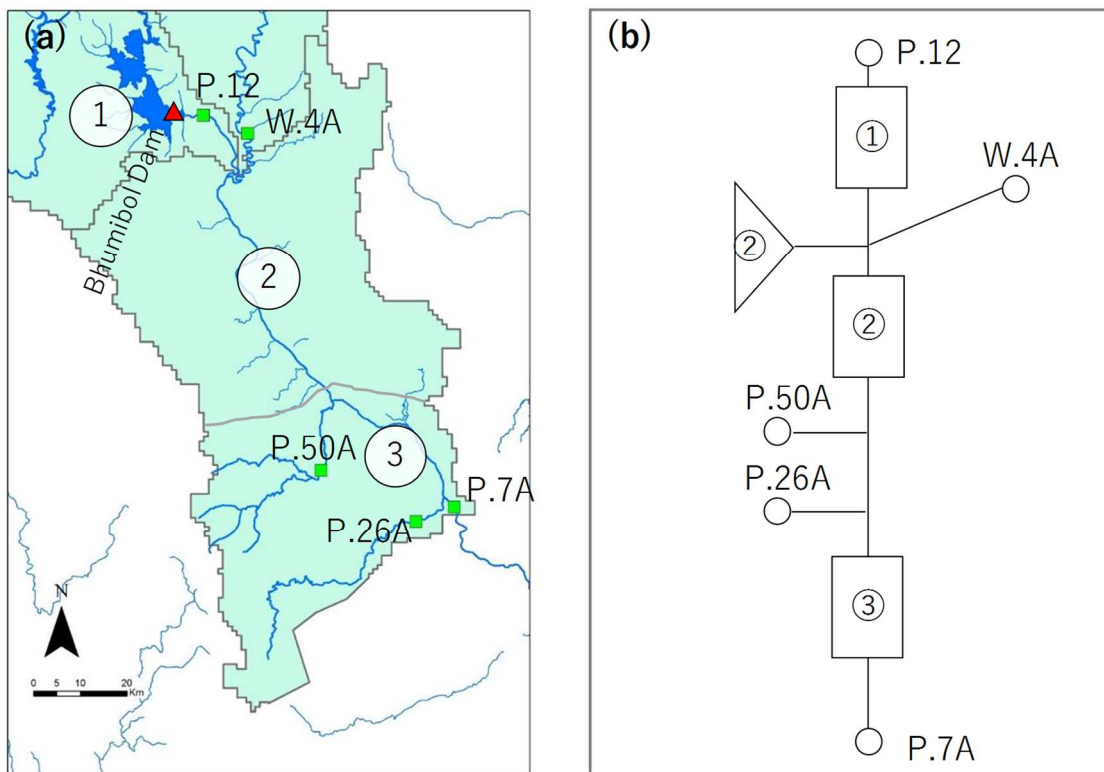 (a)
P.12
①
W.4A
Bhumibol Dam
②
P.50A
③
P.7A
P.26A
N
0 5 10 20
Km
(b)
P.12
①
W.4A
②
②
P.50A
P.26A
③
P.7A